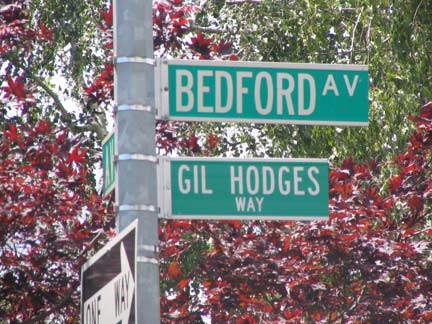 BEDFORD AV
GIL HODGES
WAY
ONE WAY